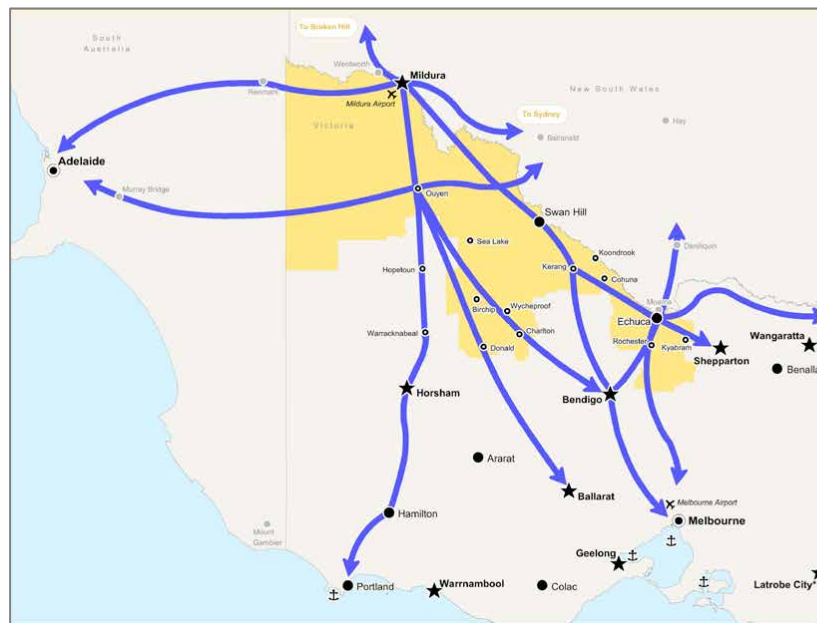 To Broken Hill
South
Australia
Wentworth
Mildura
Renmark
Mildura Airport
New South Wales
Victoria
To Sydney
Hay
Balranald
Adelaide
Murray Bridge
Ouyen
Swan Hill
Sea Lake
Koondrook
Deniliquin
Hopetoun
Kerang
Cohuna
Birchip
Wycheproof
Moama
Echuca
Warracknabeal
Charlton
Donald
Rochester
Kyabram
Wangaratta
Shepparton
Benalla
Horsham
Bendigo
Ararat
Ballarat
Melbourne Airport
Hamilton
Melbourne
Mount
Gambier
Geelong
Portland
Warrnambool
Colac
Latrobe City*